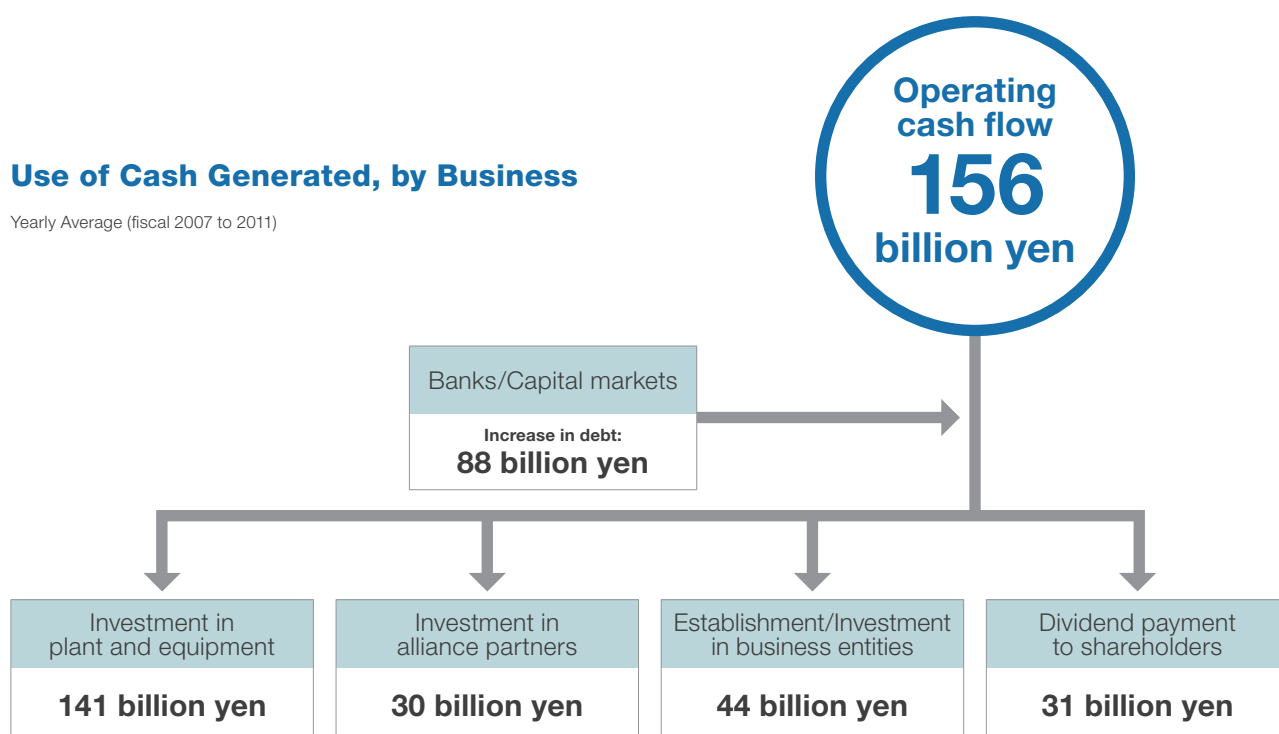 Operating
cash flow
156
billion yen
Use of Cash Generated, by Business
Yearly Average (fiscal 2007 to 2011)
Banks/Capital markets
Increase in debt:
88 billion yen
Investment in
plant and equipment
141 billion yen
Investment in
alliance partners
30 billion yen
Establishment/Investment
in business entities
44 billion yen
Dividend payment
to shareholders
31 billion yen